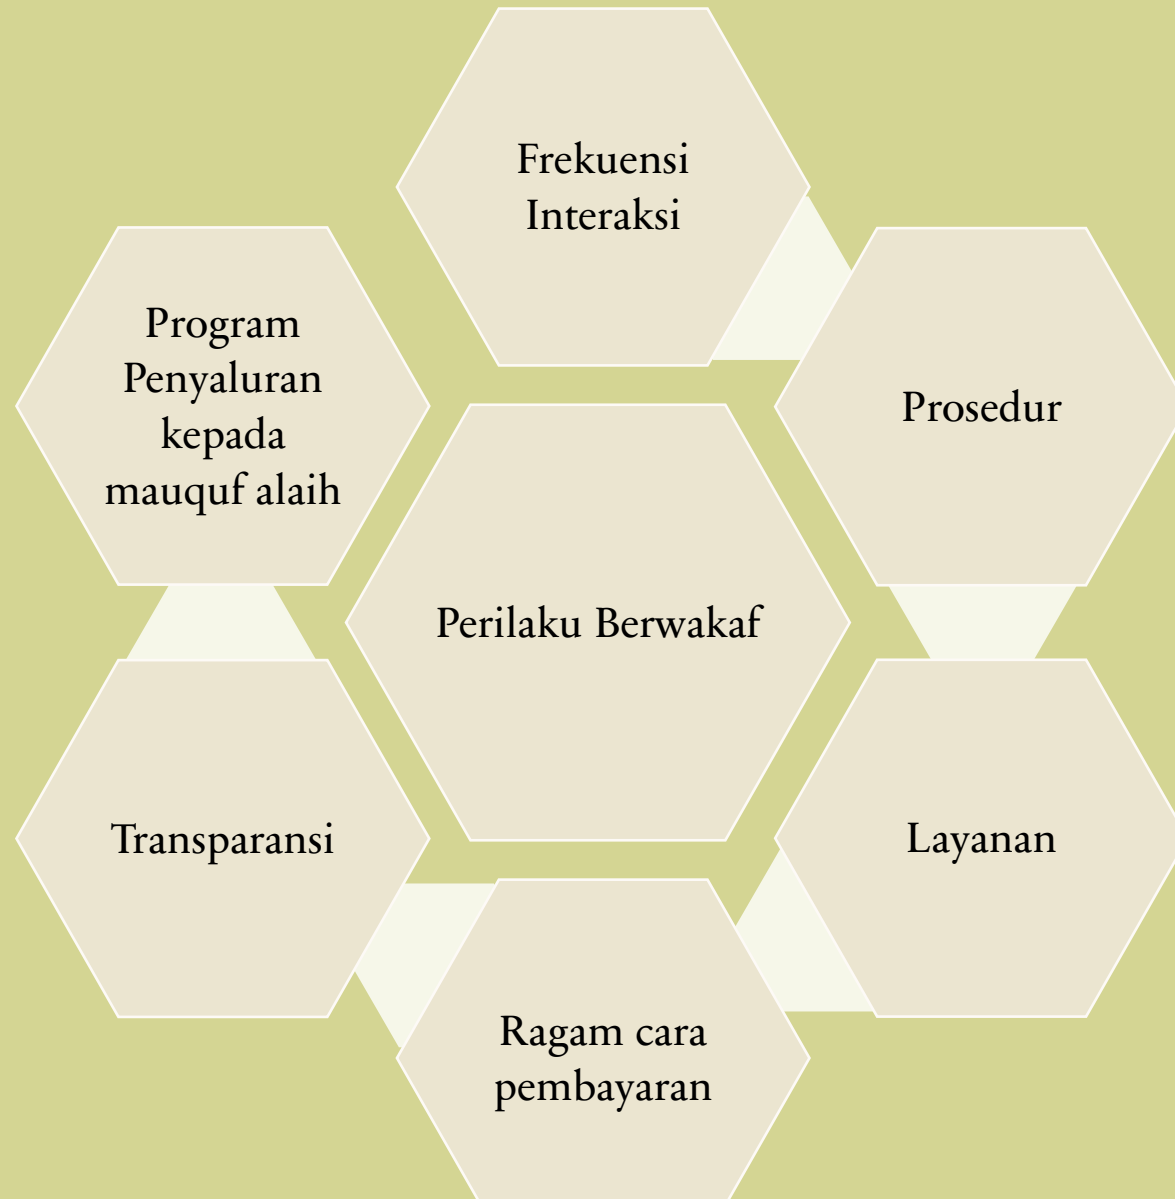 Frekuensi
Interaksi
Program
Penyaluran
kepada
mauquf alaih
Prosedur
Perilaku Berwakaf
Transparansi
Layanan
Ragam cara
pembayaran